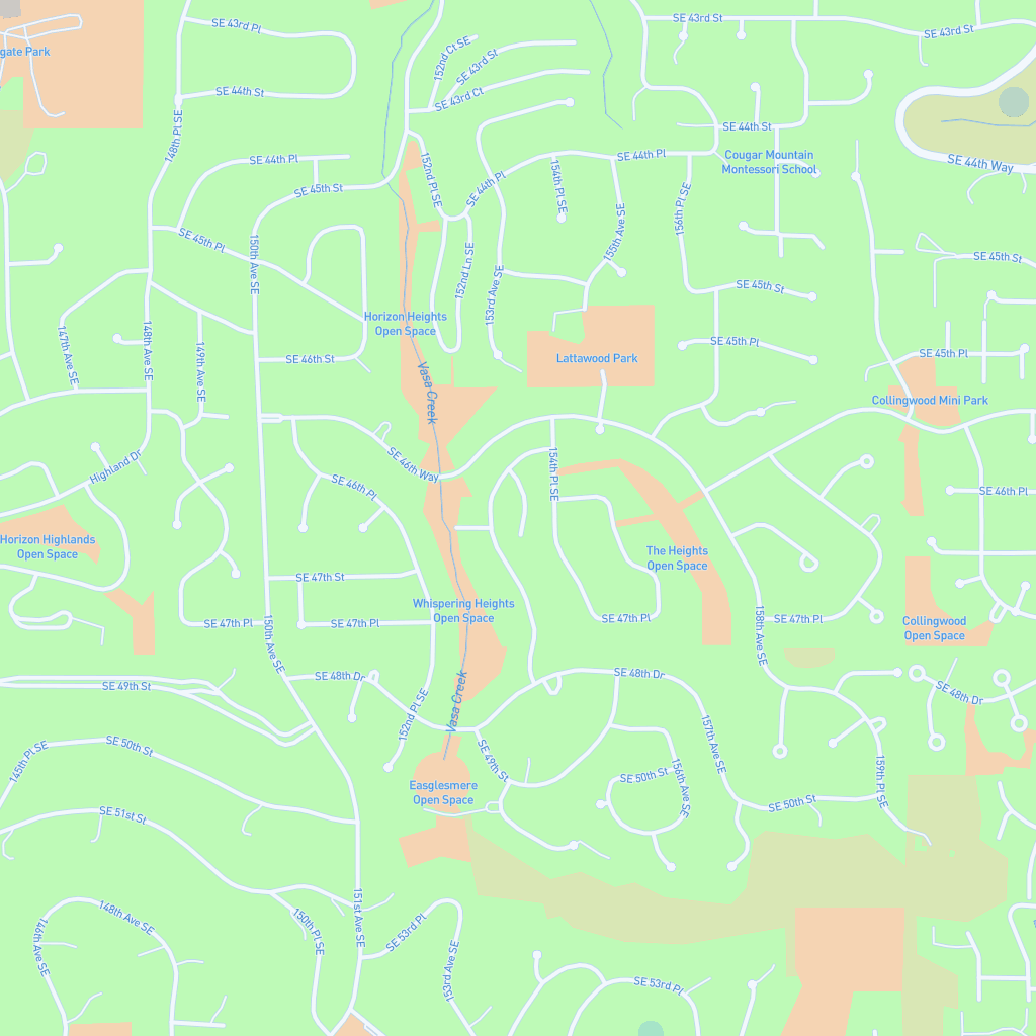 SE 43rd Pl
152nd Ct SE
SE 43rd St
SE 43rd St
SE 43rd St
gate Park
SE 44th St
SE 43rd Ct
148th Pl SE
SE 44th St
SE 44th Pl
152nd Pl SE
SE 44th Pl
154th Pl SE
SE 44th Pl
Cougar Mountain
Montessori School
SE 44th Way
SE 45th St
156th Pl SE
155th Ave SE
SE 45th Pl
150th Ave SE
152nd Ln SE
153rd Ave SE
SE 45th St
SE 45th St
Horizon Heights
Open Space
147th Ave SE
148th Ave SE
149th Ave SE
SE 46th St
Lattawood Park
SE 45th Pl
SE 45th Pl
Vasa Creek
Collingwood Mini Park
Highland Dr
SE 46th Way
SE 46th Pl
154th Pl SE
SE 46th Pl
Horizon Highlands
Open Space
The Heights
Open Space
SE 47th St
Whispering Heights
Open Space
SE 47th Pl
SE 47th Pl
SE 47th Pl
SE 47th Pl
158th Ave SE
Collingwood
Open Space
150th Ave SE
SE 48th Dr
SE 48th Dr
SE 48th Dr
SE 49th St
152nd Pl SE
Vasa Creek
157th Ave SE
145th Pl SE
SE 50th St
SE 49th St
SE 50th St
156th Ave SE
159th Pl SE
Easglesmere
Open Space
SE 50th St
SE 51st St
149th Ave SE
148th Ave SE
150th Pl SE
151st Ave SE
SE 53rd Pl
153rd Ave SE
SE 53rd Pl